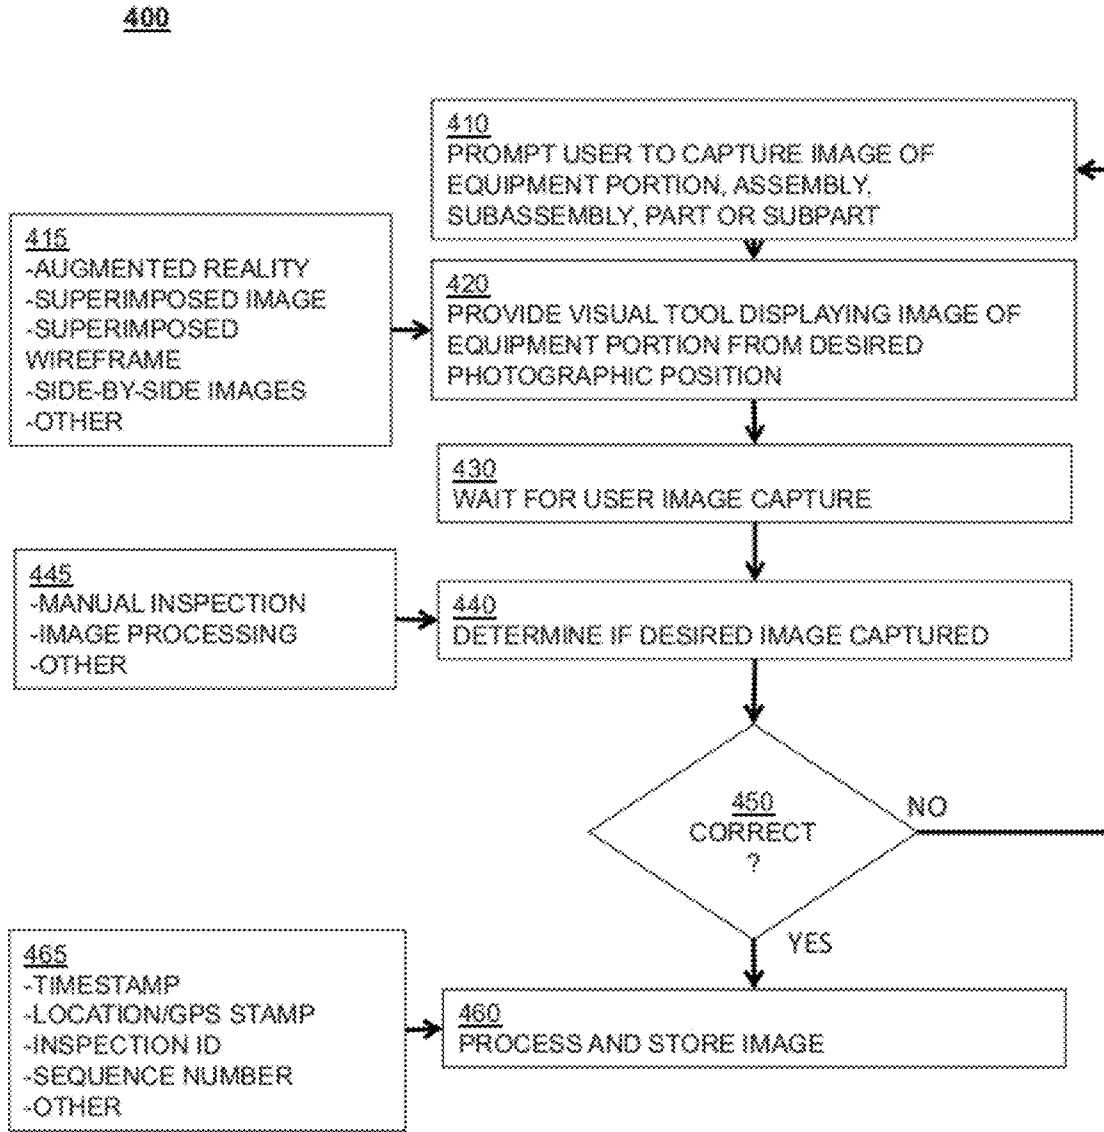 400
410
PROMPT USER TO CAPTURE IMAGE OF
EQUIPMENT PORTION, ASSEMBLY,
SUBASSEMBLY, PART OR SUBPART
415
-AUGMENTED REALITY
-SUPERIMPOSED IMAGE
-SUPERIMPOSED
WIREFRAME
-SIDE-BY-SIDE IMAGES
-OTHER
420
PROVIDE VISUAL TOOL DISPLAYING IMAGE OF
EQUIPMENT PORTION FROM DESIRED
PHOTOGRAPHIC POSITION
430
WAIT FOR USER IMAGE CAPTURE
445
-MANUAL INSPECTION
-IMAGE PROCESSING
-OTHER
440
DETERMINE IF DESIRED IMAGE CAPTURED
450
CORRECT
?
NO
YES
465
-TIMESTAMP
-LOCATION/GPS STAMP
-INSPECTION ID
-SEQUENCE NUMBER
-OTHER
460
PROCESS AND STORE IMAGE